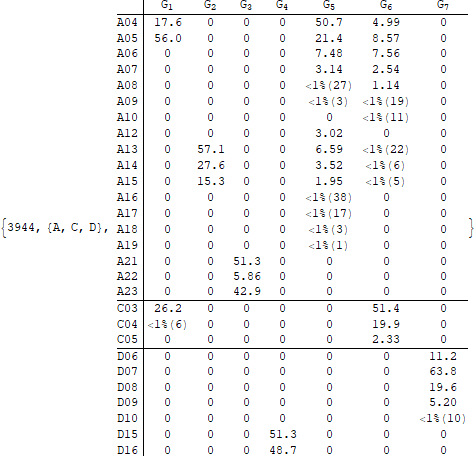 G₁ G₂ G₃ G₄ G₅ G₆ G₇
A04 17.6 0 0 0 50.7 4.99 0
A05 56.0 0 0 0 21.4 8.57 0
A06 0 0 0 0 7.48 7.56 0
A07 0 0 0 0 3.14 2.54 0
A08 0 0 0 0 <1%(27) 1.14 0
A09 0 0 0 0 <1%(3) <1%(19) 0
A10 0 0 0 0 0 <1%(11) 0
A12 0 0 0 0 3.02 0 0
A13 0 57.1 0 0 6.59 <1%(22) 0
A14 0 27.6 0 0 3.52 <1%(6) 0
A15 0 15.3 0 0 1.95 <1%(5) 0
A16 0 0 0 0 <1%(38) 0 0
A17 0 0 0 0 <1%(17) 0 0
{3944, {A, C, D}, A18 0 0 0 0 <1%(3) 0 0 }
A19 0 0 0 0 <1%(1) 0 0
A21 0 0 51.3 0 0 0 0
A22 0 0 5.86 0 0 0 0
A23 0 0 42.9 0 0 0 0
C03 26.2 0 0 0 0 51.4 0
C04 <1%(6) 0 0 0 0 19.9 0
C05 0 0 0 0 0 2.33 0
D06 0 0 0 0 0 0 11.2
D07 0 0 0 0 0 0 63.8
D08 0 0 0 0 0 0 19.6
D09 0 0 0 0 0 0 5.20
D10 0 0 0 0 0 0 <1%(10)
D15 0 0 0 51.3 0 0 0
D16 0 0 0 48.7 0 0 0